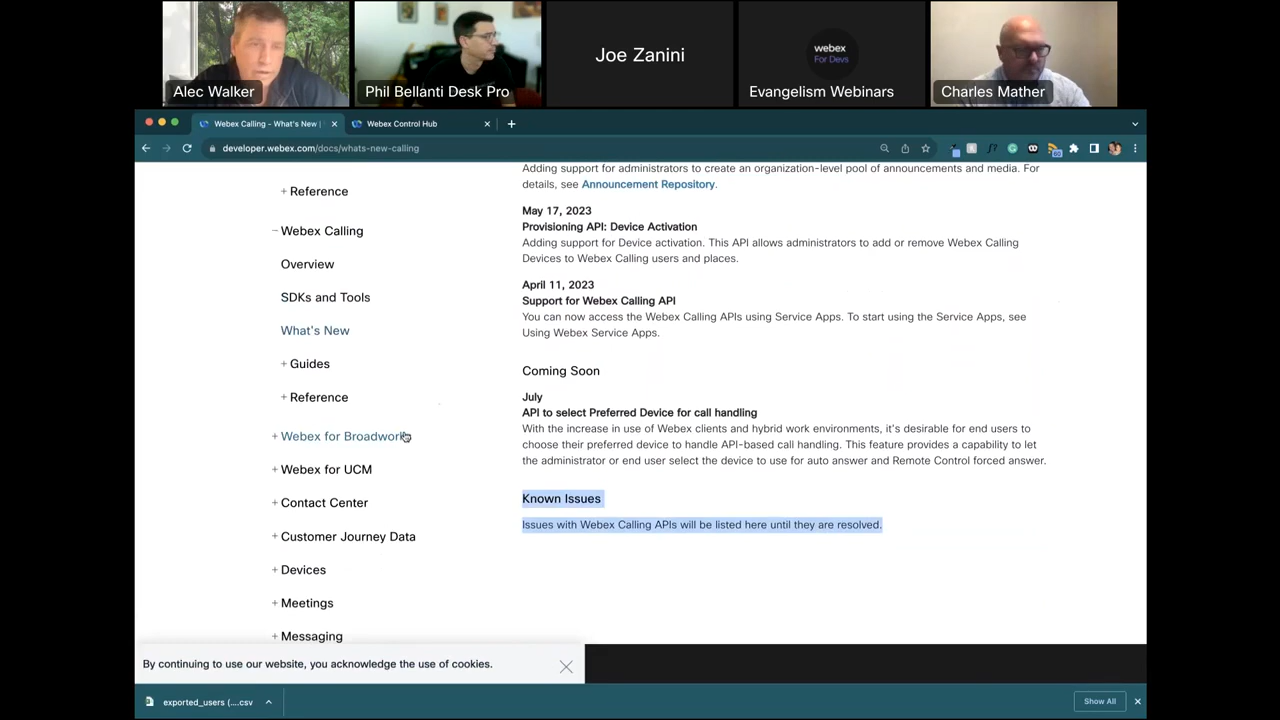 Alec Walker
Phil Bellanti Desk Pro
Joe Zanini
webex
For Devs
Evangelism Webinars
Charles Mather
Webex Calling - What's New |
Webex Control Hub
developer.webex.com/docs/whats-new-calling
+ Reference
− Webex Calling
Overview
SDKs and Tools
What's New
+ Guides
+ Reference
+ Webex for Broadworks
+ Webex for UCM
+ Contact Center
+ Customer Journey Data
+ Devices
+ Meetings
+ Messaging
Adding support for administrators to create an organization-level pool of announcements and media. For
details, see Announcement Repository.
May 17, 2023
Provisioning API: Device Activation
Adding support for Device activation. This API allows administrators to add or remove Webex Calling
Devices to Webex Calling users and places.
April 11, 2023
Support for Webex Calling API
You can now access the Webex Calling APIs using Service Apps. To start using the Service Apps, see
Using Webex Service Apps.
Coming Soon
July
API to select Preferred Device for call handling
With the increase in use of Webex clients and hybrid work environments, it's desirable for end users to
choose their preferred device to handle API-based call handling. This feature provides a capability to let
the administrator or end user select the device to use for auto answer and Remote Control forced answer.
Known Issues
Issues with Webex Calling APIs will be listed here until they are resolved.
By continuing to use our website, you acknowledge the use of cookies.
exported_users (....csv
Show All